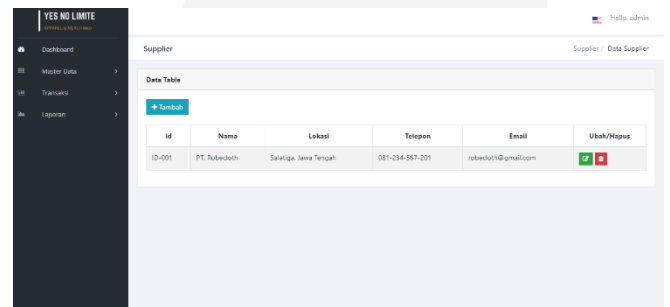 YES NO LIMITE
Hello, admin
Dashboard
Supplier
Supplier / Data Supplier
Master Data
Data Table
Transaksi
+ Tambah
Laporan
Id Nama Lokasi Telepon Email Ubah/Hapus
ID-001 PT. Robecloth Salatiga, Jawa Tengah 081-234-567-201 robecloth@gmail.com